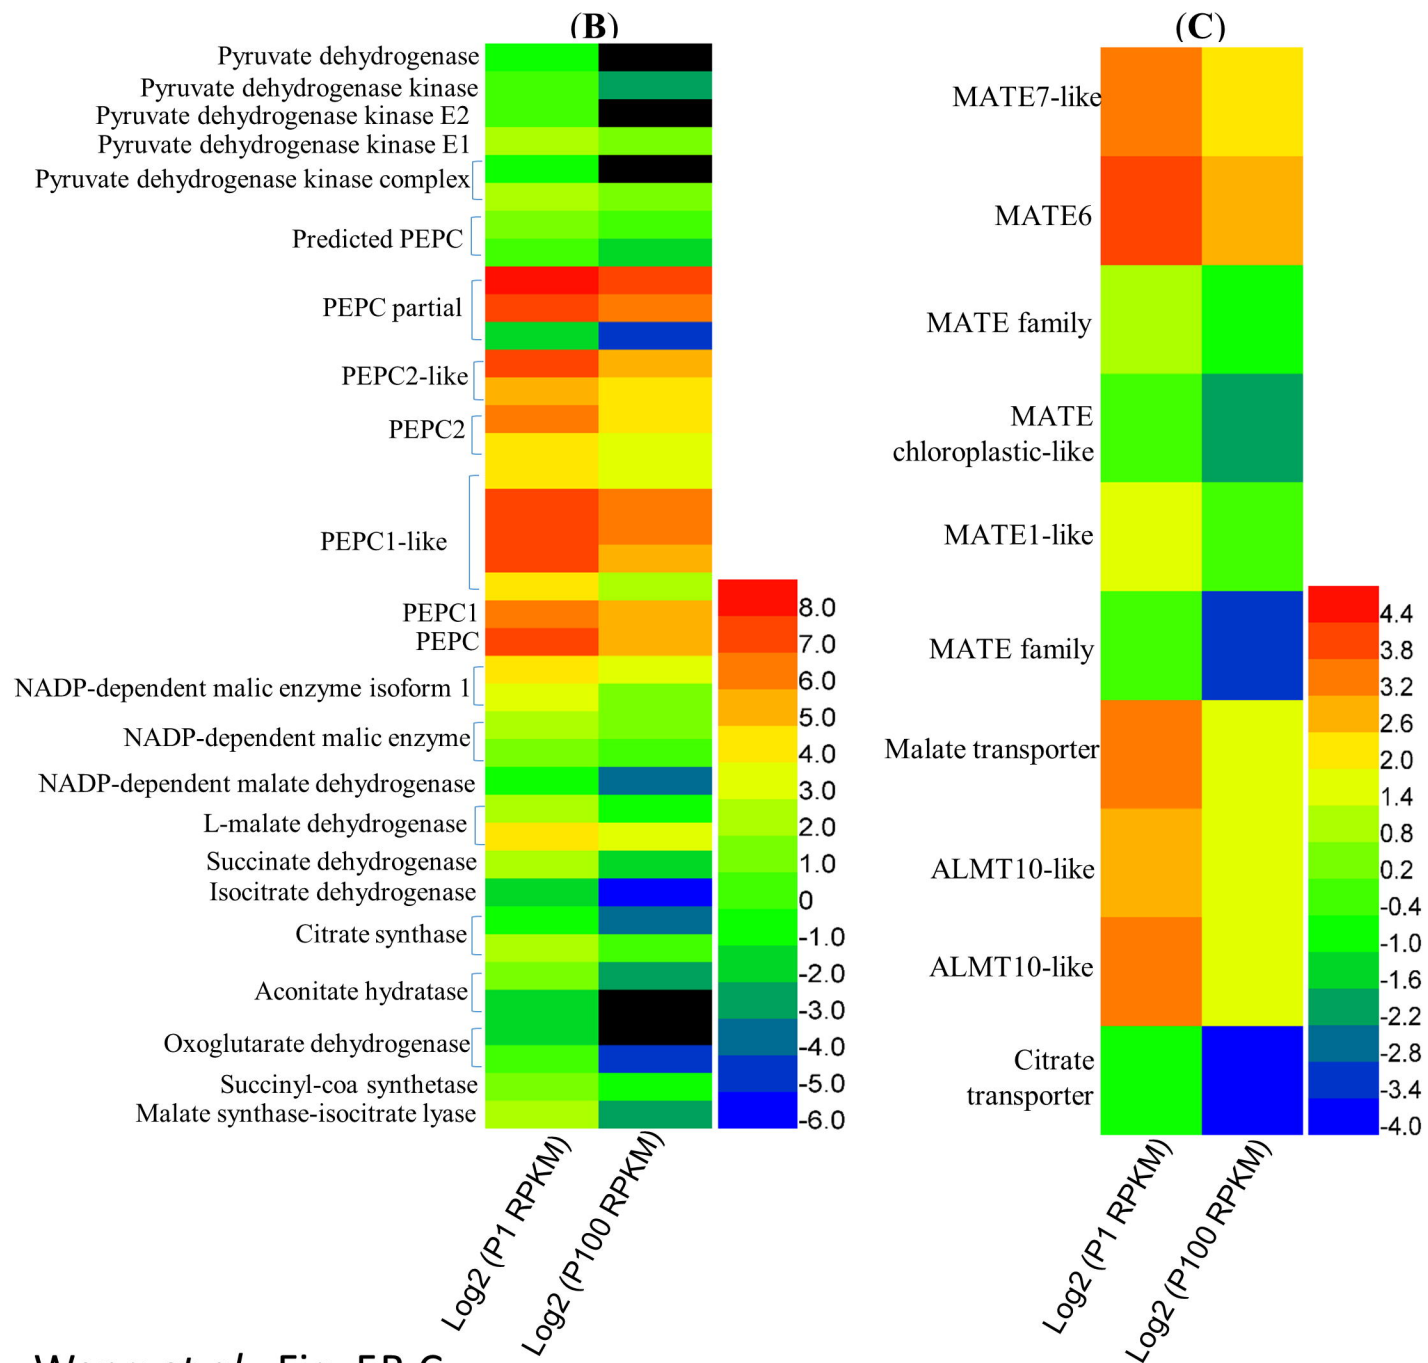 (B)
Pyruvate dehydrogenase
Pyruvate dehydrogenase kinase
Pyruvate dehydrogenase kinase E2
Pyruvate dehydrogenase kinase E1
Pyruvate dehydrogenase kinase complex
Predicted PEPC
PEPC partial
PEPC2-like
PEPC2
PEPC1-like
PEPC1
PEPC
NADP-dependent malic enzyme isoform 1
NADP-dependent malic enzyme
NADP-dependent malate dehydrogenase
L-malate dehydrogenase
Succinate dehydrogenase
Isocitrate dehydrogenase
Citrate synthase
Aconitate hydratase
Oxoglutarate dehydrogenase
Succinyl-coa synthetase
Malate synthase-isocitrate lyase
8.0
7.0
6.0
5.0
4.0
3.0
2.0
1.0
0
-1.0
-2.0
-3.0
-4.0
-5.0
-6.0
Log2 (P1 RPKM)
Log2 (P100 RPKM)
(C)
MATE7-like
MATE6
MATE family
MATE
chloroplastic-like
MATE1-like
MATE family
Malate transporter
ALMT10-like
ALMT10-like
Citrate
transporter
4.4
3.8
3.2
2.6
2.0
1.4
0.8
0.2
-0.4
-1.0
-1.6
-2.2
-2.8
-3.4
-4.0
Log2 (P1 RPKM)
Log2 (P100 RPKM)